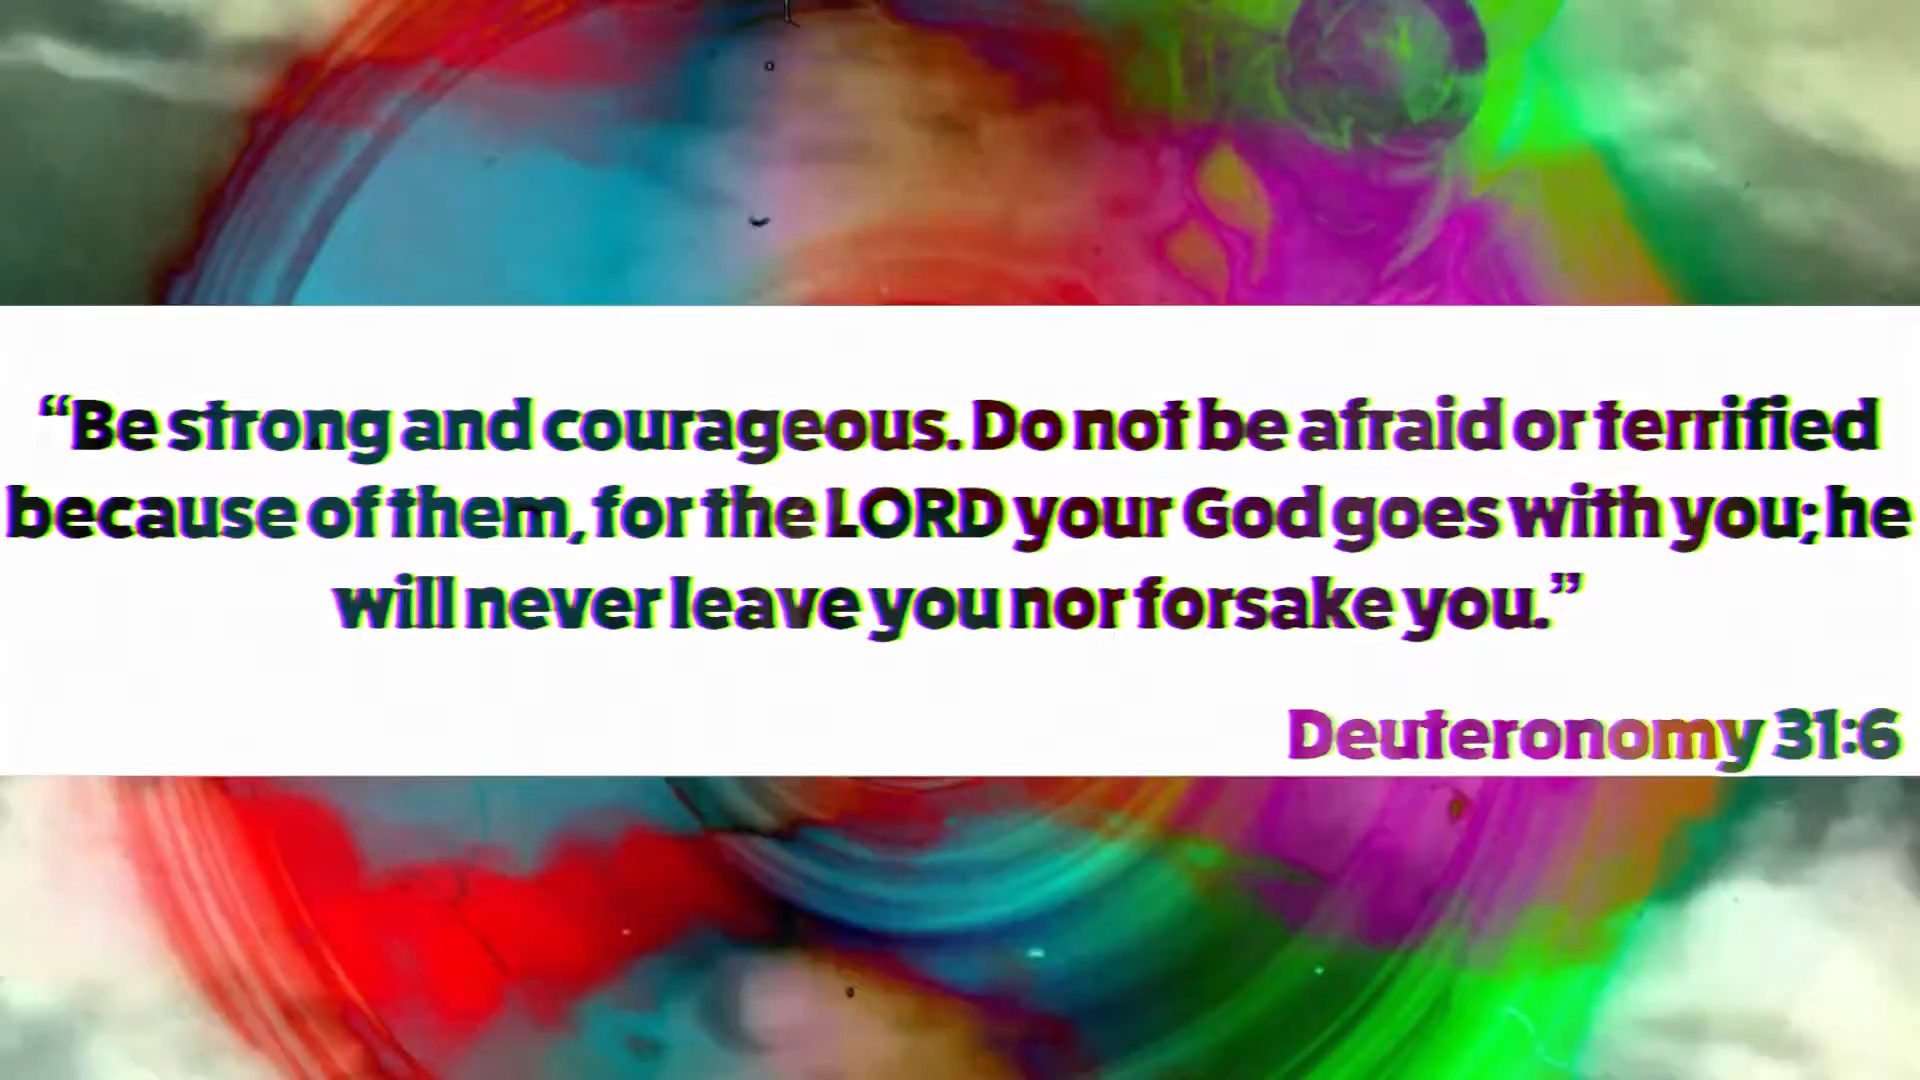 “Be strong and courageous. Do not be afraid or terrified
because of them, for the LORD your God goes with you; he
will never leave you nor forsake you.”
Deuteronomy 31:6